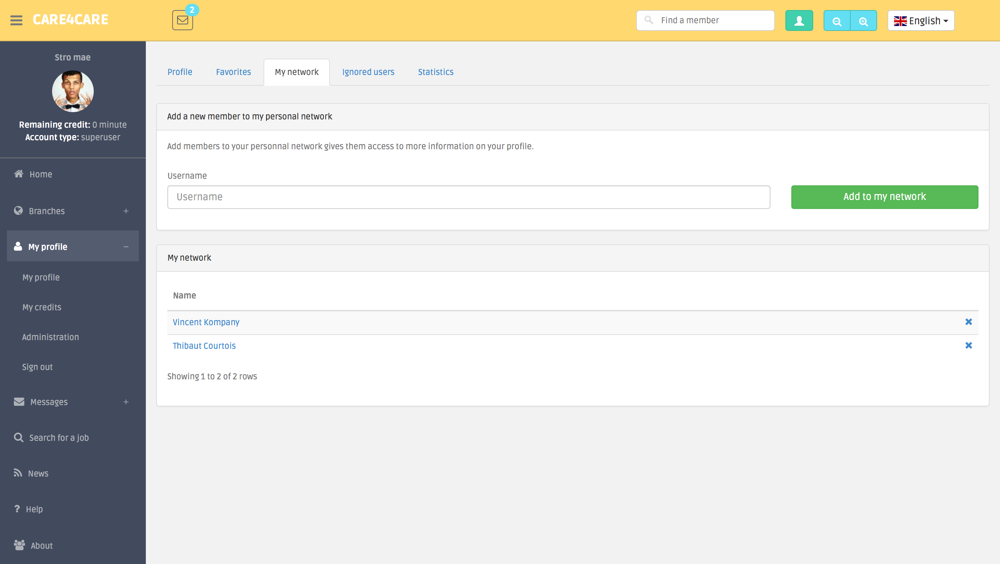 CARE4CARE
2
Find a member
English
Stro mae
Remaining credit: 0 minute
Account type: superuser
Home
Branches +
My profile −
My profile
My credits
Administration
Sign out
Messages +
Search for a job
News
? Help
About
Profile Favorites My network Ignored users Statistics
Add a new member to my personal network
Add members to your personnal network gives them access to more information on your profile.
Username
Username
Add to my network
My network
Name
Vincent Kompany
Thibaut Courtois
Showing 1 to 2 of 2 rows